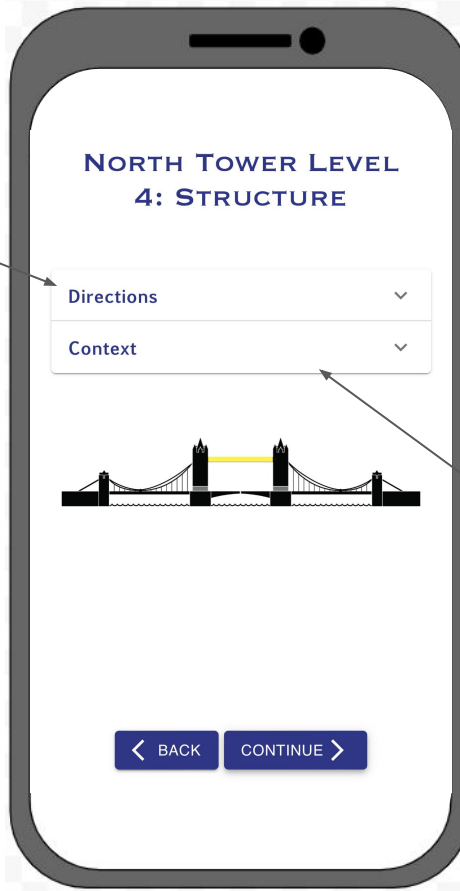 North Tower Level
4: Structure
Directions
Context
BACK
CONTINUE